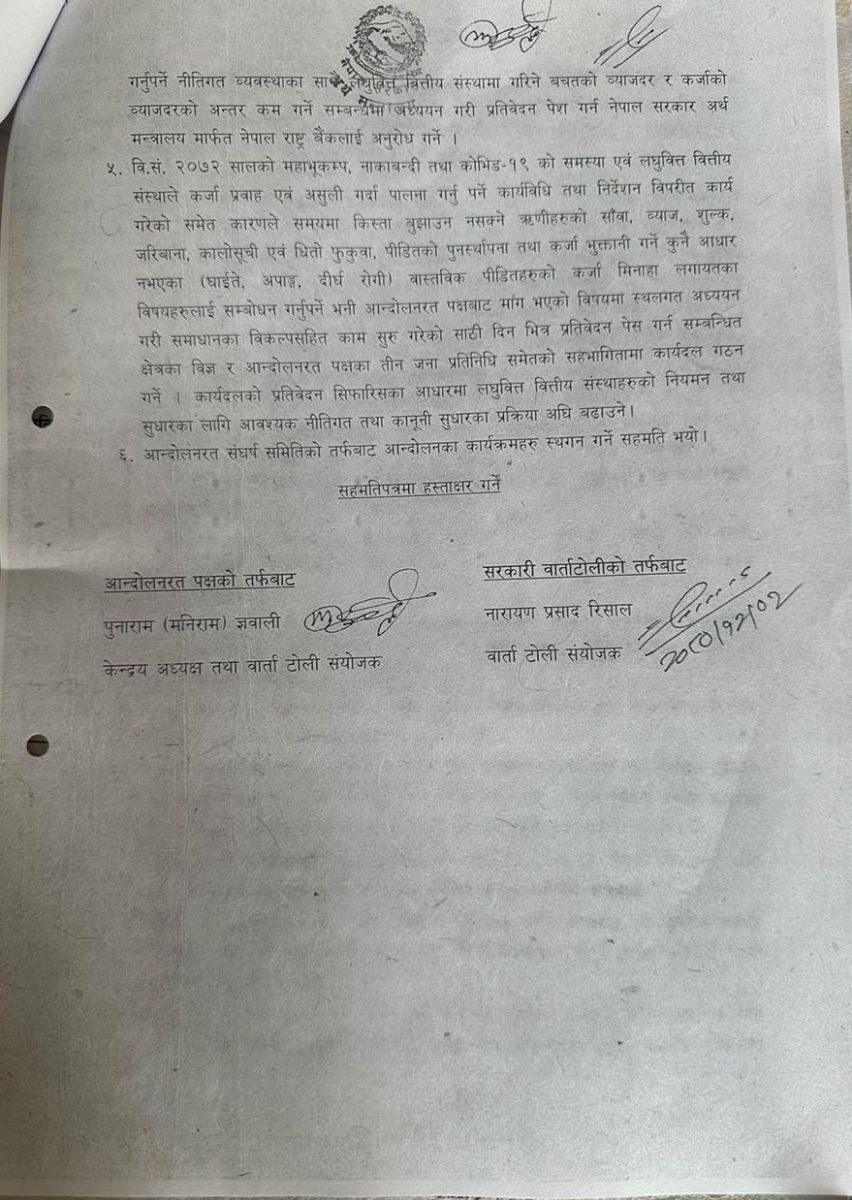 गर्नुपर्ने नीतिगत व्यवस्थाका लघुवित्त वित्तीय संस्थामा गरिने बचतको व्याजदर र कर्जाको
व्याजदरको अन्तर कम गर्ने सम्बन्धमा अध्ययन गरी प्रतिवेदन पेश गर्न नेपाल सरकार अर्थ
मन्त्रालय मार्फत नेपाल राष्ट्र बैंकलाई अनुरोध गर्ने ।
५. वि.सं. २०७२ सालको महाभूकम्प, नाकाबन्दी तथा कोभिड-१९ को समस्या एवं लघुवित्त वित्तीय
संस्थाले कर्जा प्रवाह एवं असुली गर्दा पालना गर्नु पर्ने कार्यविधि तथा निर्देशन विपरीत कार्य
गरेको समेत कारणले समयमा किस्ता बुझाउन नसक्ने ऋणीहरुको साँवा, व्याज, शुल्क,
जरिबाना, कालोसूची एवं धितो फुकुवा, पीडितको पुनर्स्थापना तथा कर्जा भुक्तानी गर्ने कुनै आधार
नभएका (घाईते, अपाङ्ग, दीर्घ रोगी) वास्तविक पीडितहरुको कर्जा मिनाहा लगायतका
विषयहरुलाई सम्बोधन गर्नुपर्ने भनी आन्दोलनरत पक्षबाट माग भएको विषयमा स्थलगत अध्ययन
गरी समाधानका विकल्पसहित काम सुरु गरेको साठी दिन भित्र प्रतिवेदन पेस गर्न सम्बन्धित
क्षेत्रका विज्ञ र आन्दोलनरत पक्षका तीन जना प्रतिनिधि समेतको सहभागितामा कार्यदल गठन
गर्ने । कार्यदलको प्रतिवेदन सिफारिसका आधारमा लघुवित्त वित्तीय संस्थाहरुको नियमन तथा
सुधारका लागि आवश्यक नीतिगत तथा कानूनी सुधारका प्रक्रिया अघि बढाउने।
६. आन्दोलनरत संघर्ष समितिको तर्फबाट आन्दोलनका कार्यक्रमहरु स्थगन गर्ने सहमति भयो।
सहमतिपत्रमा हस्ताक्षर गर्ने
आन्दोलनरत पक्षको तर्फबाट
पुनाराम (मनिराम) ज्ञवाली
केन्द्रय अध्यक्ष तथा वार्ता टोली संयोजक
सरकारी वार्ताटोलीको तर्फबाट
नारायण प्रसाद रिसाल
वार्ता टोली संयोजक
२०८०/१२/०२